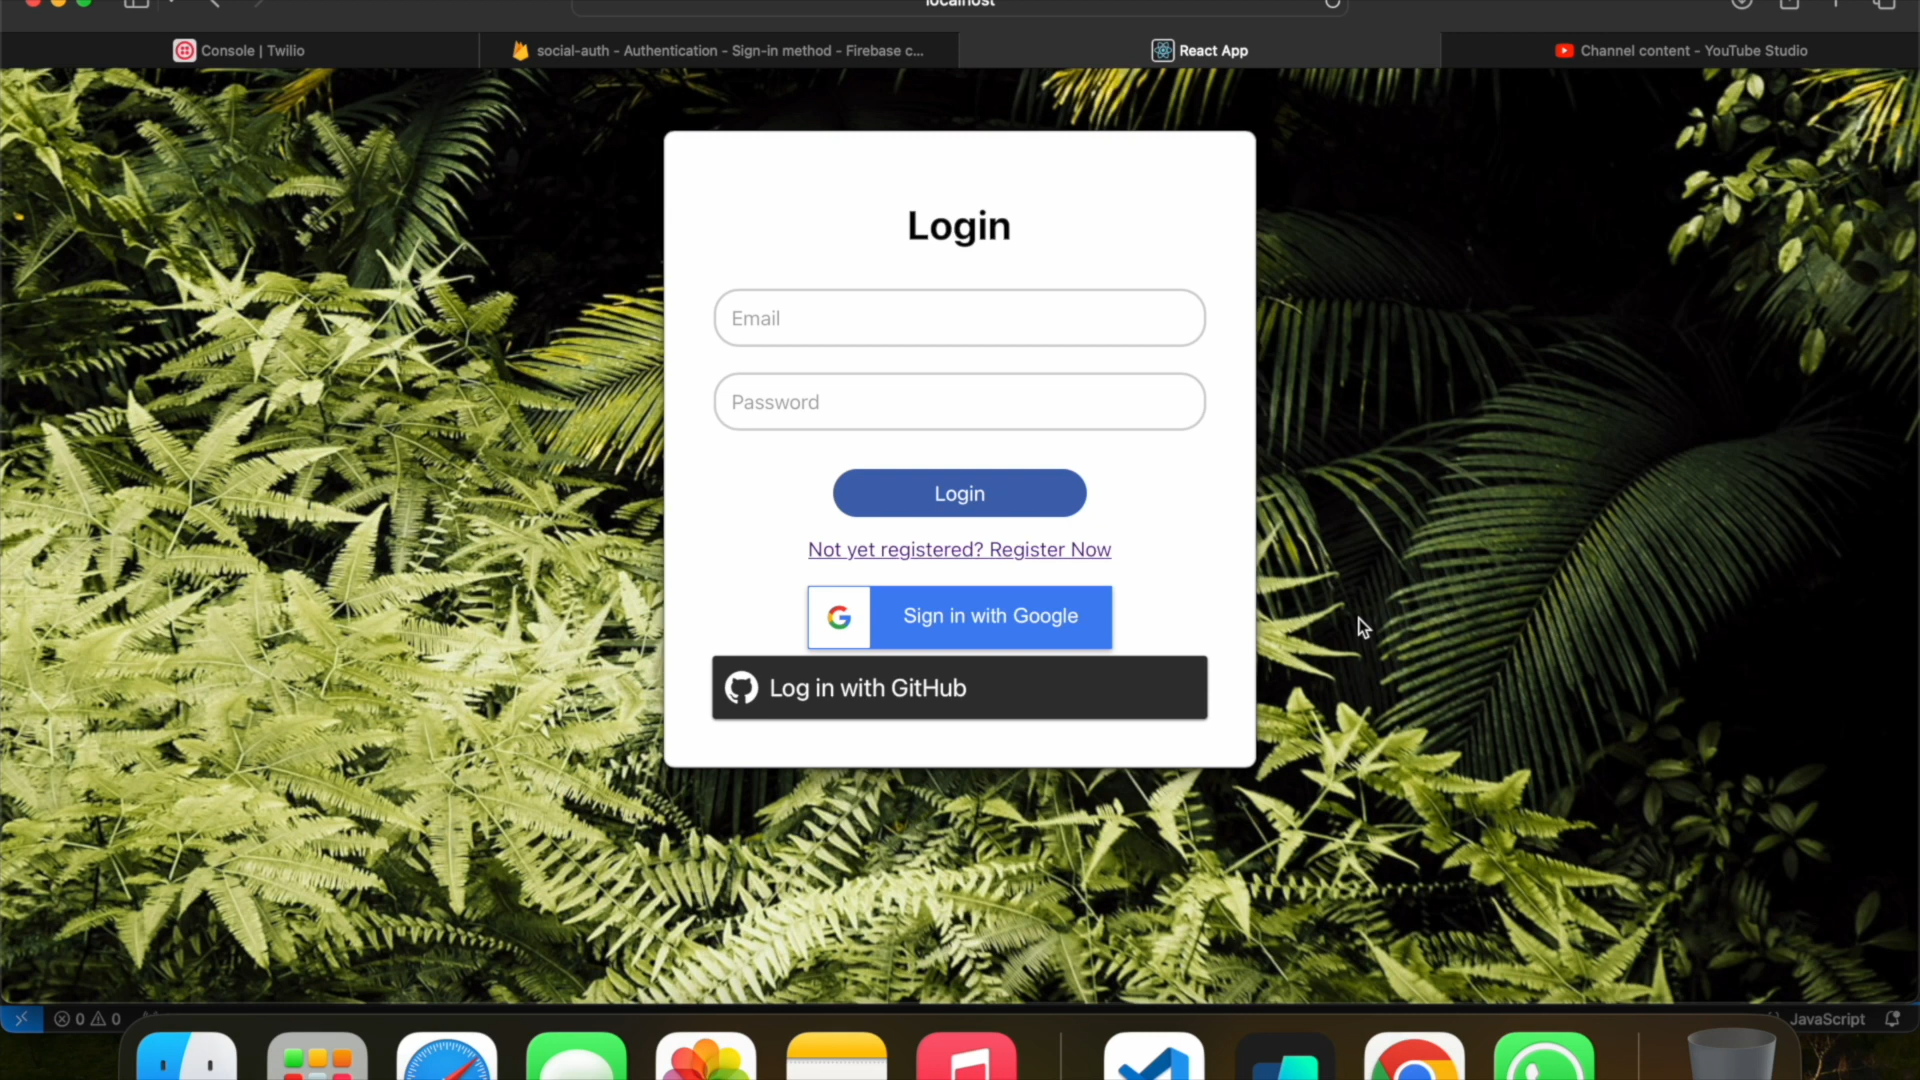 localhost
Console | Twilio
social-auth - Authentication - Sign-in method - Firebase c...
React App
Channel content - YouTube Studio
Login
Email
Password
Login
Not yet registered? Register Now
Sign in with Google
Log in with GitHub
0 0
JavaScript